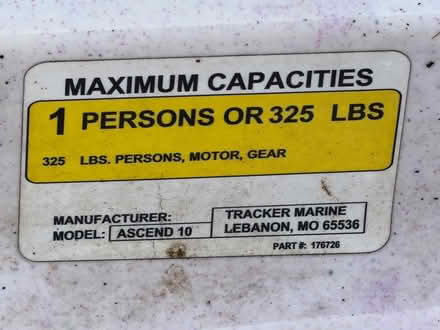 MAXIMUM CAPACITIES
1 PERSONS OR 325 LBS
325 LBS. PERSONS, MOTOR, GEAR
MANUFACTURER: TRACKER MARINE
MODEL: ASCEND 10 LEBANON, MO 65536
PART #: 176726